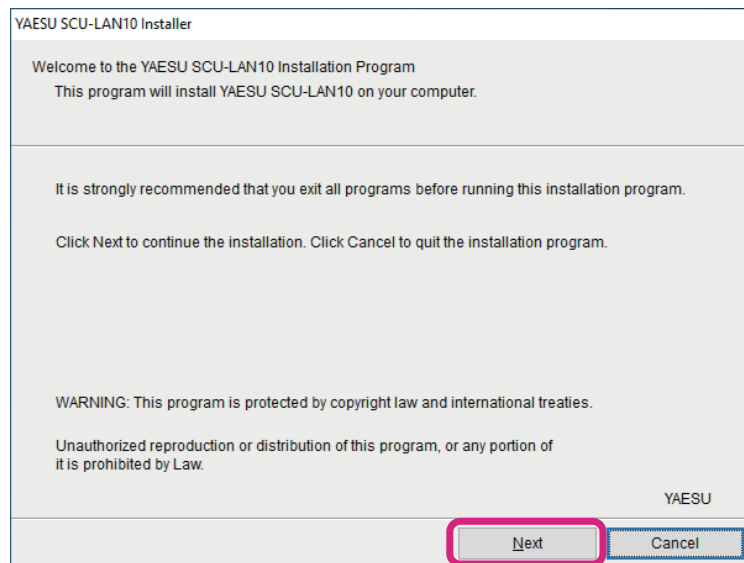 YAESU SCU-LAN10 Installer
Welcome to the YAESU SCU-LAN10 Installation Program
This program will install YAESU SCU-LAN10 on your computer.
It is strongly recommended that you exit all programs before running this installation program.
Click Next to continue the installation. Click Cancel to quit the installation program.
WARNING: This program is protected by copyright law and international treaties.
Unauthorized reproduction or distribution of this program, or any portion of
it is prohibited by Law.
YAESU
Next Cancel